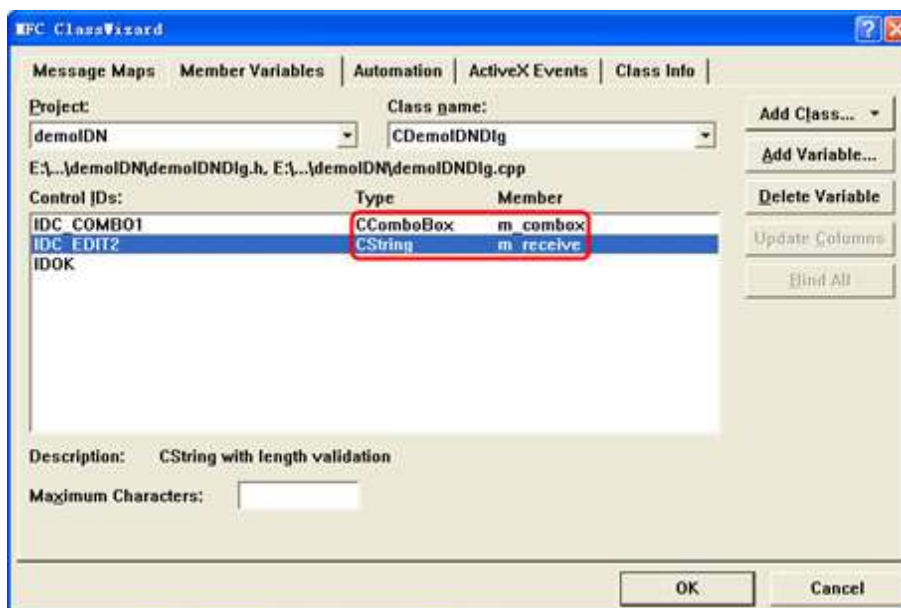 MFC ClassWizard
Message Maps Member Variables Automation ActiveX Events Class Info
Project: Class name:
demoIDN CDemoIDNDlg
Add Class...
E:\...\demoIDN\demoIDNDlg.h, E:\...\demoIDN\demoIDNDlg.cpp
Add Variable...
Control IDs: Type Member
Delete Variable
IDC_COMBO1 CComboBox m_combox
IDC_EDIT2 CString m_receive
Update Columns
IDOK
Bind All
Description: CString with length validation
Maximum Characters:
OK Cancel